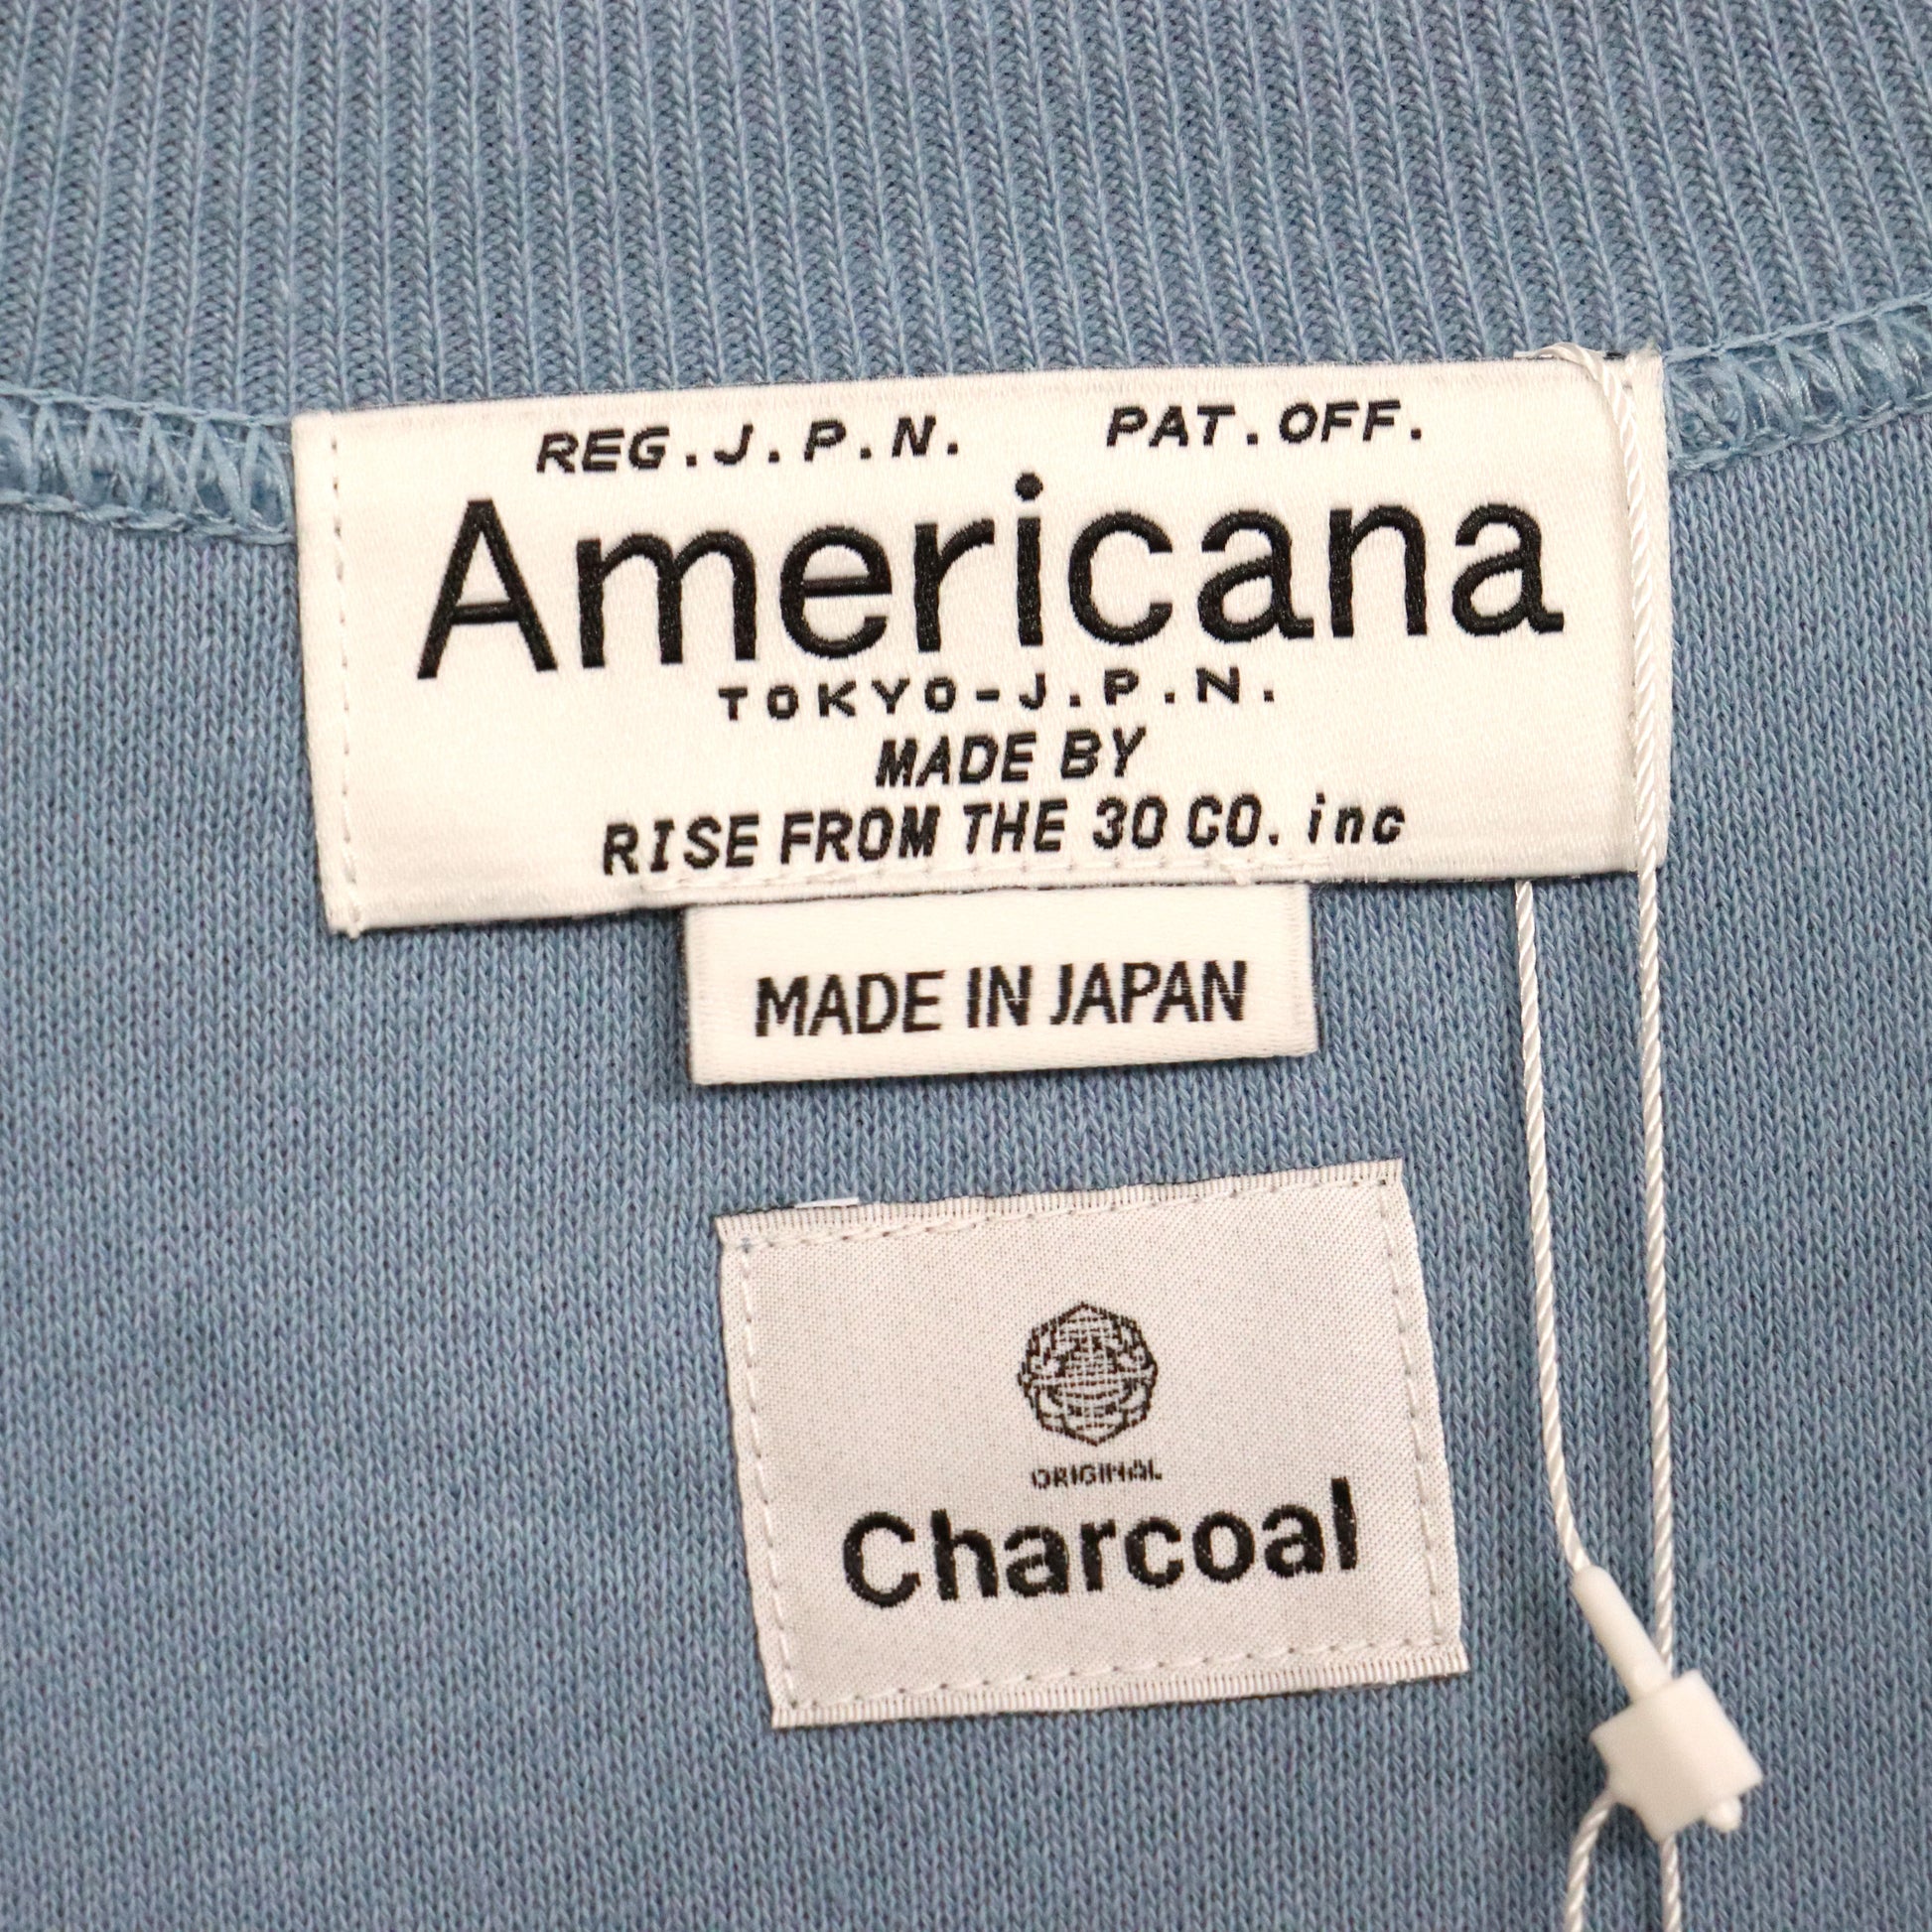 REG.J.P.N. PAT.OFF.
Americana
TOKYO-J.P.N.
MADE BY
RISE FROM THE 30 CO. inc
MADE IN JAPAN
ORIGINAL
Charcoal